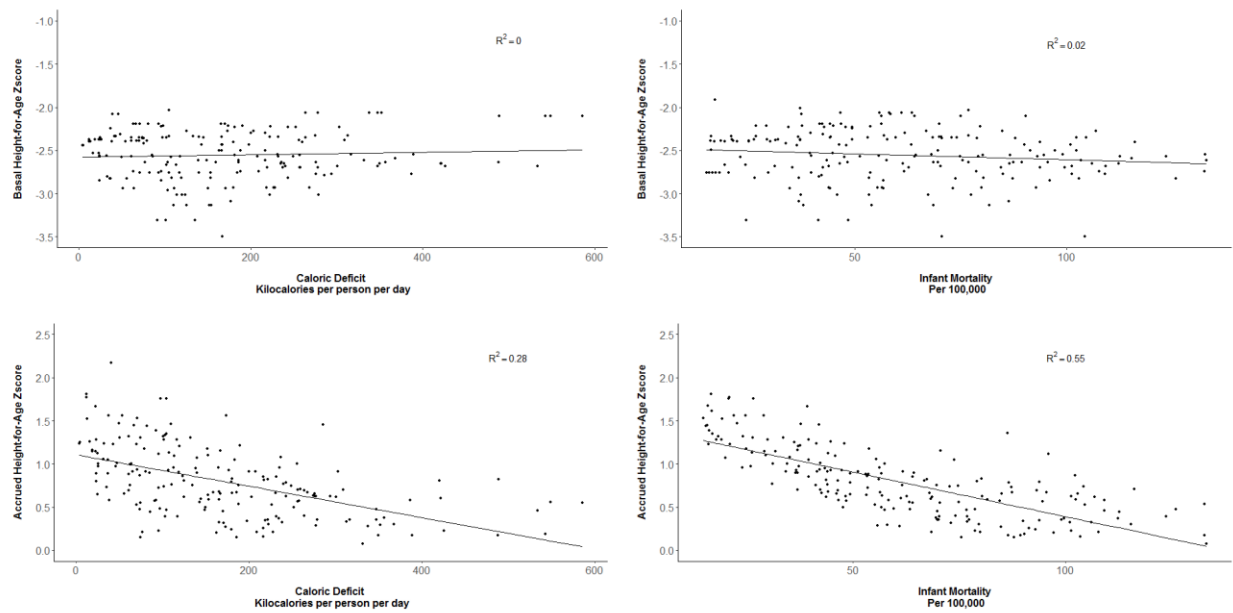 Basal Height-for-Age Zscore
-1.0
-1.5
-2.0
-2.5
-3.0
-3.5
R² = 0
0
200
400
600
Caloric Deficit
Kilocalories per person per day
Basal Height-for-Age Zscore
-1.0
-1.5
-2.0
-2.5
-3.0
-3.5
R² = 0.02
50
100
Infant Mortality
Per 100,000
Accrued Height-for-Age Zscore
2.5
2.0
1.5
1.0
0.5
0.0
R² = 0.28
0
200
400
600
Caloric Deficit
Kilocalories per person per day
Accrued Height-for-Age Zscore
2.5
2.0
1.5
1.0
0.5
0.0
R² = 0.55
50
100
Infant Mortality
Per 100,000